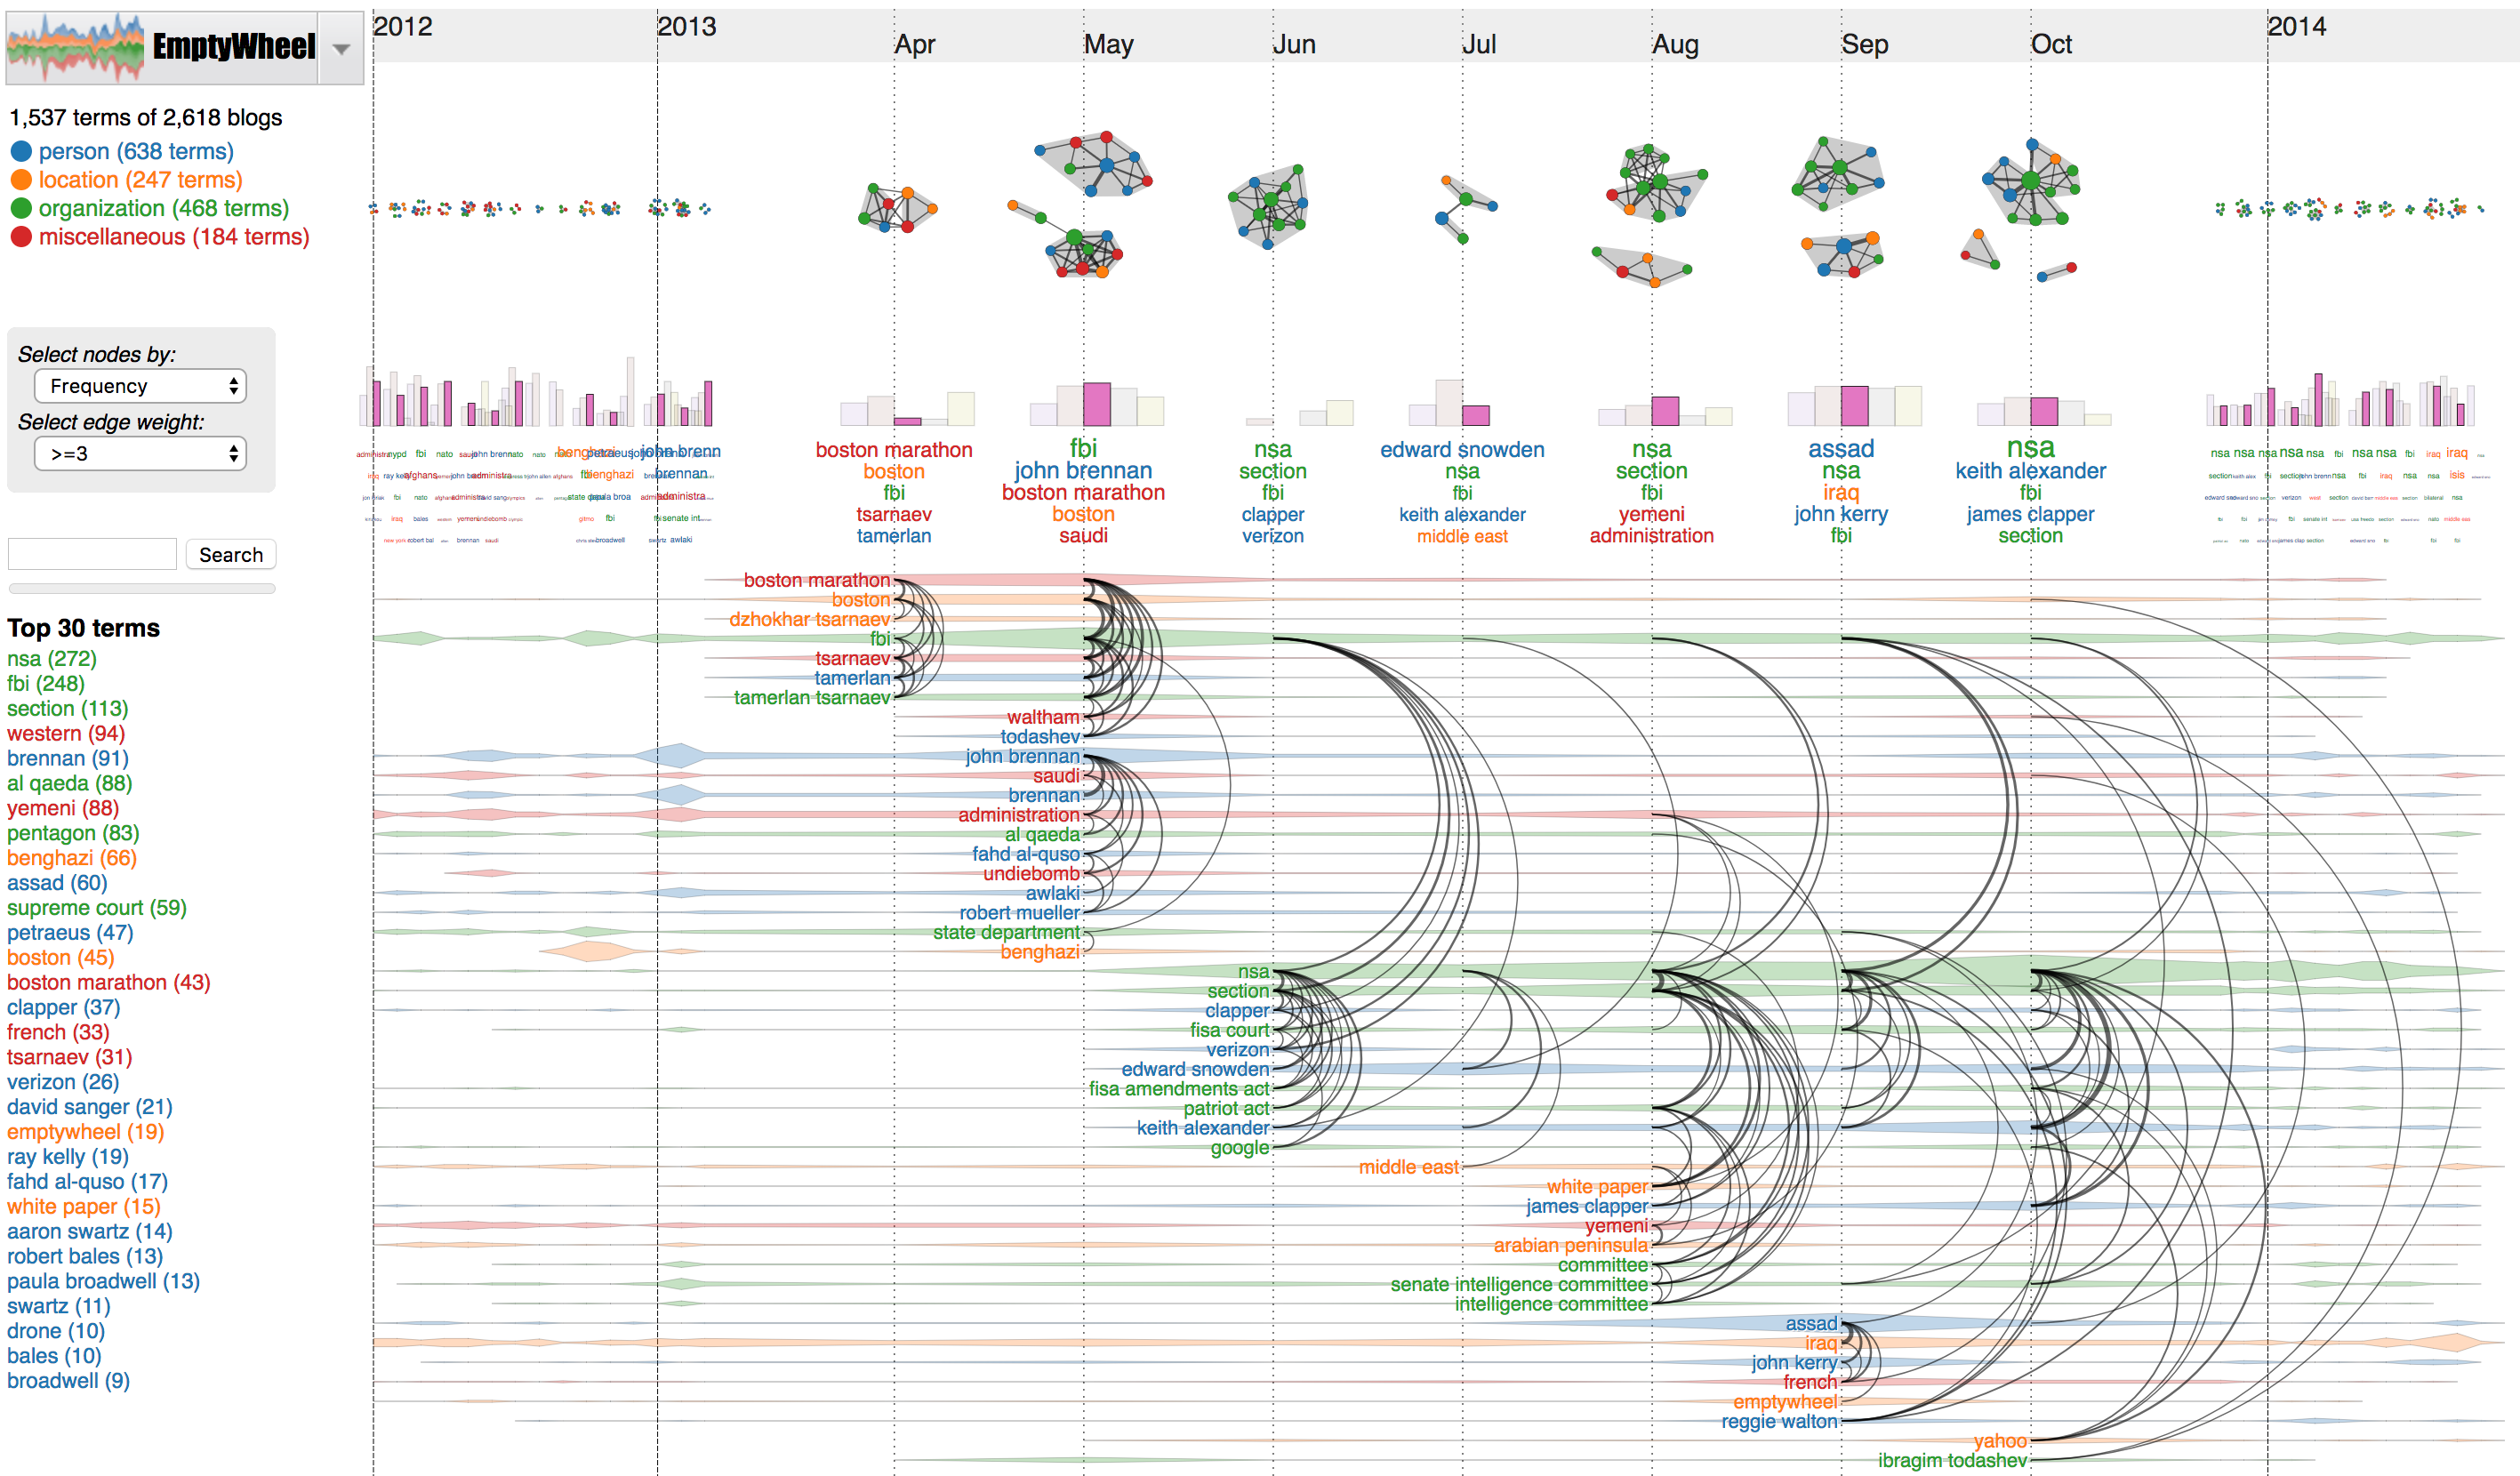 EmptyWheel
2012
2013
2014
Apr
May
Jun
Jul
Aug
Sep
Oct
1,537 terms of 2,618 blogs
person (638 terms)
location (247 terms)
organization (468 terms)
miscellaneous (184 terms)
Select nodes by:
Frequency
Select edge weight:
>=3
Search
Top 30 terms
nsa (272)
fbi (248)
section (113)
western (94)
brennan (91)
al qaeda (88)
yemeni (88)
pentagon (83)
benghazi (66)
assad (60)
supreme court (59)
petraeus (47)
boston (45)
boston marathon (43)
clapper (37)
french (33)
tsarnaev (31)
verizon (26)
david sanger (21)
emptywheel (19)
ray kelly (19)
fahd al-quso (17)
white paper (15)
aaron swartz (14)
robert bales (13)
paula broadwell (13)
swartz (11)
drone (10)
bales (10)
broadwell (9)
boston marathon
boston
fbi
tsarnaev
tamerlan
fbi
john brennan
boston marathon
boston
saudi
nsa
section
fbi
clapper
verizon
edward snowden
nsa
fbi
keith alexander
middle east
nsa
section
fbi
yemeni
administration
assad
nsa
iraq
john kerry
fbi
nsa
keith alexander
fbi
james clapper
section
boston marathon
boston
dzhokhar tsarnaev
fbi
tsarnaev
tamerlan
tamerlan tsarnaev
waltham
todashev
john brennan
saudi
brennan
administration
al qaeda
fahd al-quso
undiebomb
awlaki
robert mueller
state department
benghazi
nsa
section
clapper
fisa court
verizon
edward snowden
fisa amendments act
patriot act
keith alexander
google
middle east
white paper
james clapper
yemeni
arabian peninsula
committee
senate intelligence committee
intelligence committee
assad
iraq
john kerry
french
emptywheel
reggie walton
yahoo
ibragim todashev